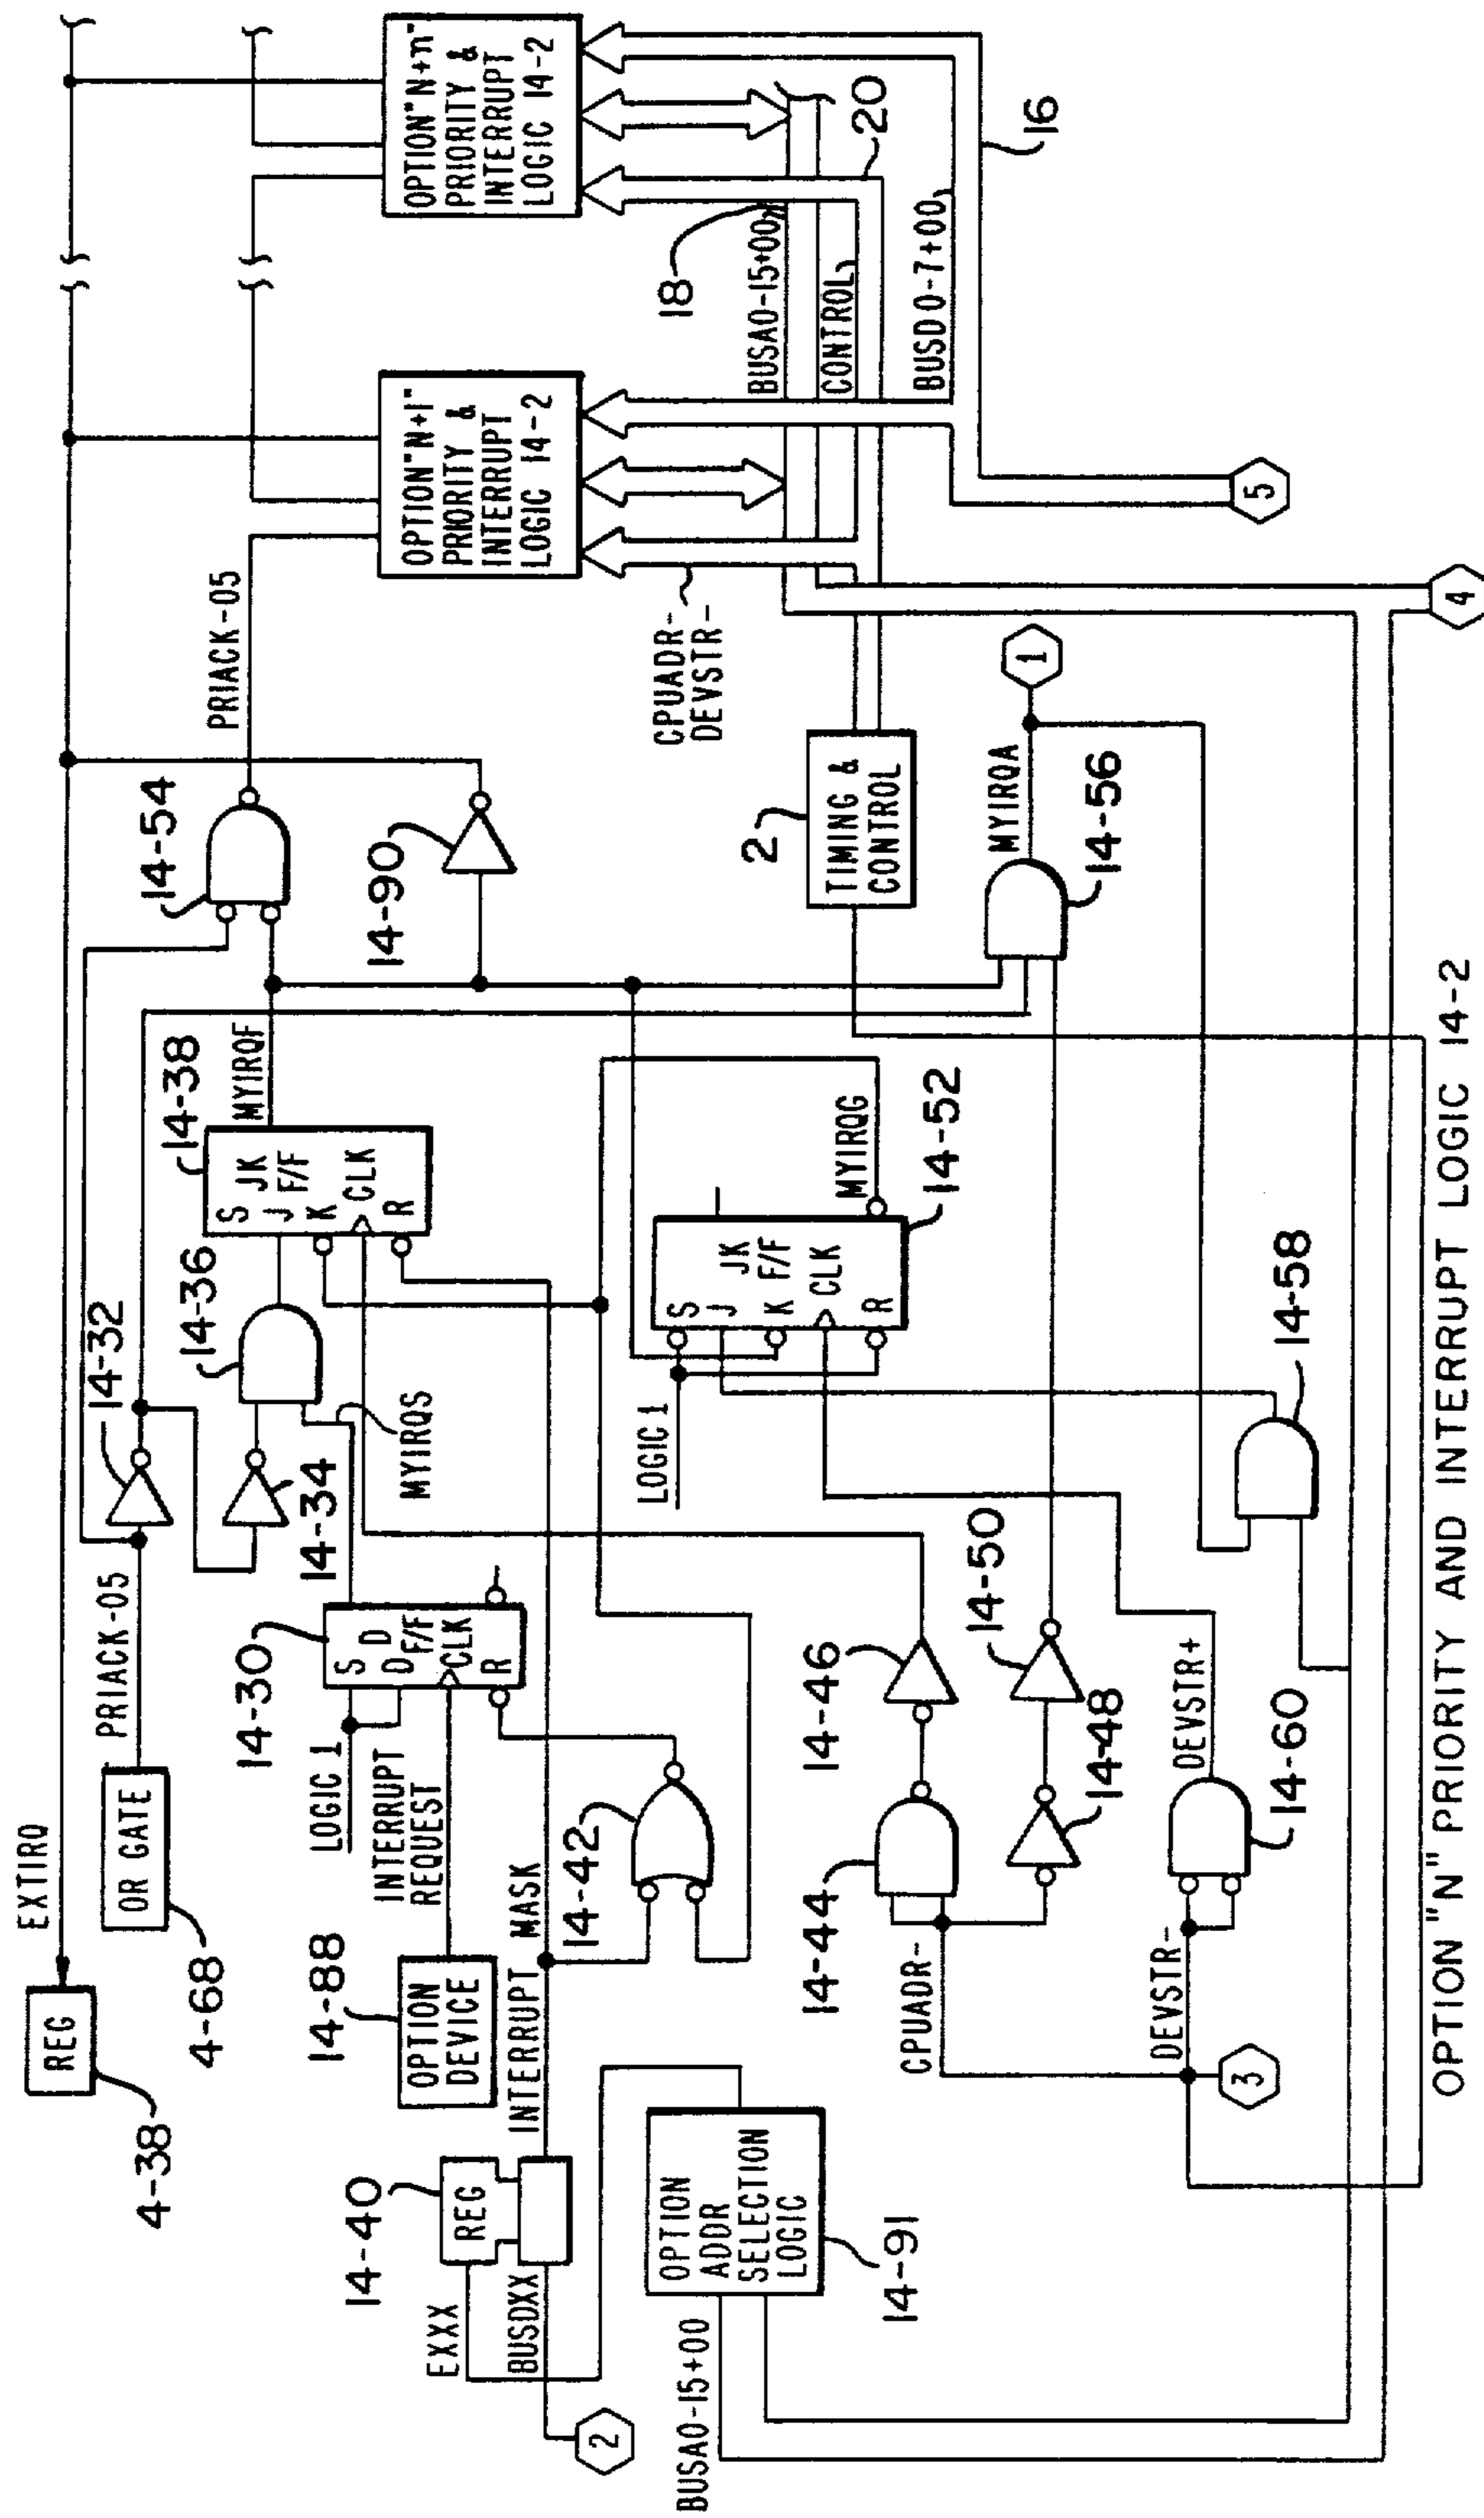 EXTIRQ
REG
4-38
OR GATE
4-68
PRIACK-05
14-32
14-34
14-36
MYIRQS
14-38
S JK
J F/F
K
CLK
R
MYIRQF
14-54
PRIACK-05
14-90
OPTION "N+1"
PRIORITY &
INTERRUPT
LOGIC 14-2
OPTION "N+n"
PRIORITY &
INTERRUPT
LOGIC 14-2
14-88
OPTION
DEVICE
INTERRUPT
REQUEST
LOGIC 1
14-30
S D
D F/F
CLK
R
14-40
REG
EXXX
BUSDXX
2
INTERRUPT MASK
14-42
LOGIC 1
S
J JK
K F/F
CLK
R
MYIRQG
14-52
CPUADR-
DEVSTR-
18
BUSA0-15+00
CONTROL
20
BUSD0-7+00
16
2
TIMING &
CONTROL
OPTION
ADDR
SELECTION
LOGIC
14-91
BUSA0-15+00
CPUADR-
14-44
14-46
14-48
14-50
MYIRQA
14-56
1
DEVSTR-
3
14-60
DEVSTR+
14-58
4
5
OPTION "N" PRIORITY AND INTERRUPT LOGIC 14-2